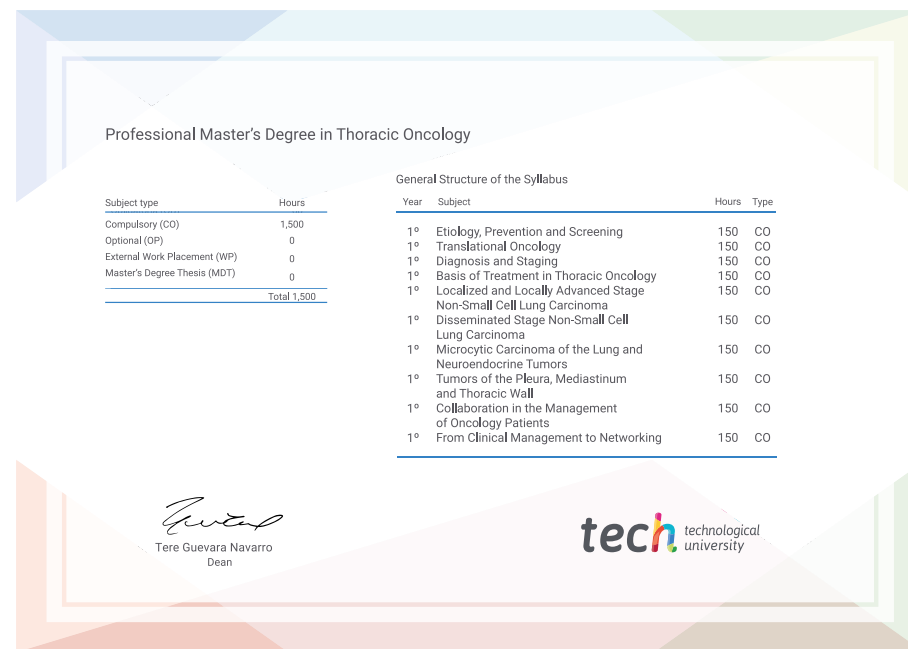 Professional Master's Degree in Thoracic Oncology
Subject type Hours
Compulsory (CO) 1,500
Optional (OP) 0
External Work Placement (WP) 0
Master's Degree Thesis (MDT) 0
Total 1,500
General Structure of the Syllabus
Year Subject Hours Type
1º Etiology, Prevention and Screening 150 CO
1º Translational Oncology 150 CO
1º Diagnosis and Staging 150 CO
1º Basis of Treatment in Thoracic Oncology 150 CO
1º Localized and Locally Advanced Stage 150 CO
Non-Small Cell Lung Carcinoma
1º Disseminated Stage Non-Small Cell 150 CO
Lung Carcinoma
1º Microcytic Carcinoma of the Lung and 150 CO
Neuroendocrine Tumors
1º Tumors of the Pleura, Mediastinum 150 CO
and Thoracic Wall
1º Collaboration in the Management 150 CO
of Oncology Patients
1º From Clinical Management to Networking 150 CO
Tere Guevara Navarro
Dean
tech technological
university